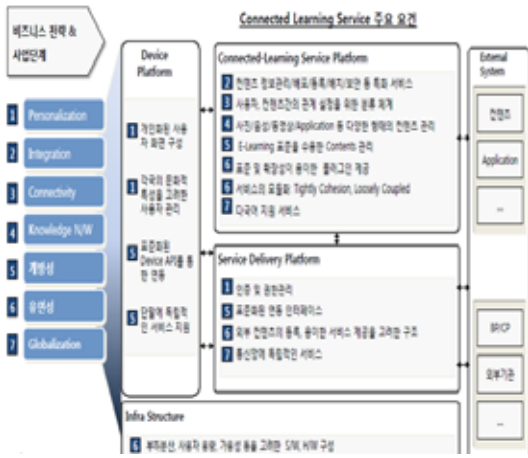 Connected Learning Service 주요 요건
비즈니스 전략 &
사업단계
1 Personalization
2 Integration
3 Connectivity
4 Knowledge N/W
5 개방성
6 유연성
7 Globalization
Device
Platform
1 개인화된 사용
자 화면 구성
1 각국의 문화적
특성을 고려한
사용자 관리
5 표준화된
Device API를 통
한 연동
5 단말에 독립적
인 서비스 지원
Connected-Learning Service Platform
2 컨텐츠 정보관리/배포/등록/해지/보안 등 특화 서비스
3 사용자, 컨텐츠간의 관계 설정을 위한 분류 체계
4 사진/음성/동영상/Application 등 다양한 형태의 컨텐츠 관리
5 E-Learning 표준을 수용한 Contents 관리
6 표준 및 확장성이 용이한 플러그인 제공
6 서비스의 모듈화: Tightly Cohesion, Loosely Coupled
7 다국어 지원 서비스
Service Delivery Platform
1 인증 및 권한관리
5 표준화된 연동 인터페이스
6 외부 컨텐츠의 등록, 용이한 서비스 제공을 고려한 구조
7 통신망에 독립적인 서비스
Infra Structure
6 부하분산, 사용자 용량, 가용성 등을 고려한 S/W, H/W 구성
External
System
컨텐츠
Application
...
BP/CP
외부기관
...